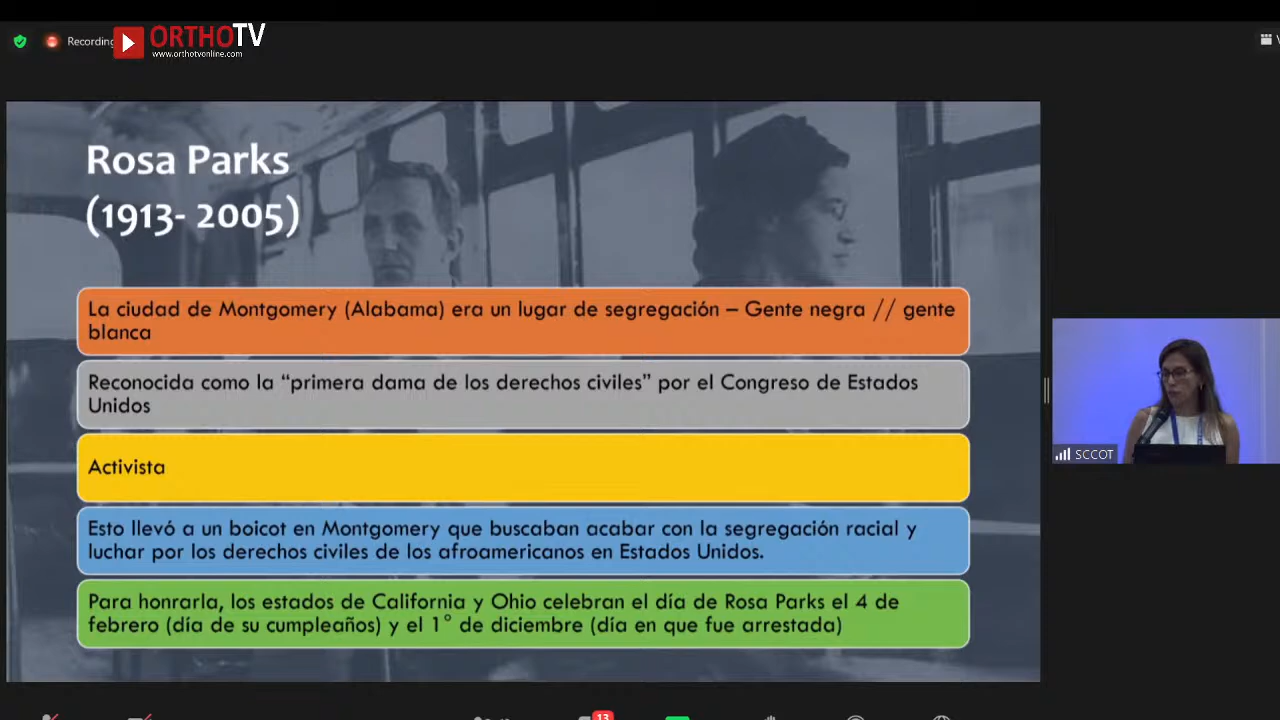 Recording
ORTHOTV
www.orthotvonline.com
Rosa Parks
(1913- 2005)
La ciudad de Montgomery (Alabama) era un lugar de segregación – Gente negra // gente
blanca
Reconocida como la “primera dama de los derechos civiles” por el Congreso de Estados
Unidos
Activista
Esto llevó a un boicot en Montgomery que buscaban acabar con la segregación racial y
luchar por los derechos civiles de los afroamericanos en Estados Unidos.
Para honrarla, los estados de California y Ohio celebran el día de Rosa Parks el 4 de
febrero (día de su cumpleaños) y el 1° de diciembre (día en que fue arrestada)
SCCOT
13